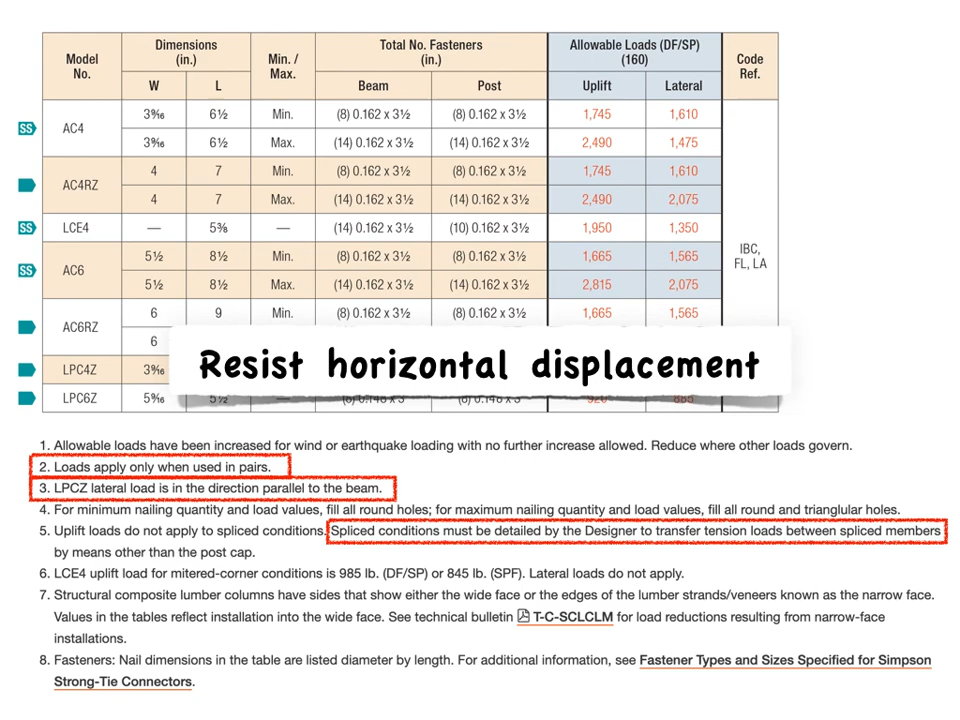 Model No. Dimensions (in.) Min. / Max. Total No. Fasteners (in.) Allowable Loads (DF/SP) (160) Code Ref.
W L Beam Post Uplift Lateral
SS AC4 3⁹⁄₁₆ 6½ Min. (8) 0.162 x 3½ (8) 0.162 x 3½ 1,745 1,610
3⁹⁄₁₆ 6½ Max. (14) 0.162 x 3½ (14) 0.162 x 3½ 2,490 1,475
AC4RZ 4 7 Min. (8) 0.162 x 3½ (8) 0.162 x 3½ 1,745 1,610
4 7 Max. (14) 0.162 x 3½ (14) 0.162 x 3½ 2,490 2,075
SS LCE4 — 5⅜ — (14) 0.162 x 3½ (10) 0.162 x 3½ 1,950 1,350
SS AC6 5½ 8½ Min. (8) 0.162 x 3½ (8) 0.162 x 3½ 1,665 1,565 IBC, FL, LA
5½ 8½ Max. (14) 0.162 x 3½ (14) 0.162 x 3½ 2,815 2,075
AC6RZ 6 9 Min. (8) 0.162 x 3½ (8) 0.162 x 3½ 1,665 1,565
6
LPC4Z 3⁹⁄₁₆
LPC6Z 5⁹⁄₁₆ 5½ —
Resist horizontal displacement
1. Allowable loads have been increased for wind or earthquake loading with no further increase allowed. Reduce where other loads govern.
2. Loads apply only when used in pairs.
3. LPCZ lateral load is in the direction parallel to the beam.
4. For minimum nailing quantity and load values, fill all round holes; for maximum nailing quantity and load values, fill all round and trianglular holes.
5. Uplift loads do not apply to spliced conditions. Spliced conditions must be detailed by the Designer to transfer tension loads between spliced members
by means other than the post cap.
6. LCE4 uplift load for mitered-corner conditions is 985 lb. (DF/SP) or 845 lb. (SPF). Lateral loads do not apply.
7. Structural composite lumber columns have sides that show either the wide face or the edges of the lumber strands/veneers known as the narrow face.
Values in the tables reflect installation into the wide face. See technical bulletin T-C-SCLCLM for load reductions resulting from narrow-face
installations.
8. Fasteners: Nail dimensions in the table are listed diameter by length. For additional information, see Fastener Types and Sizes Specified for Simpson
Strong-Tie Connectors.